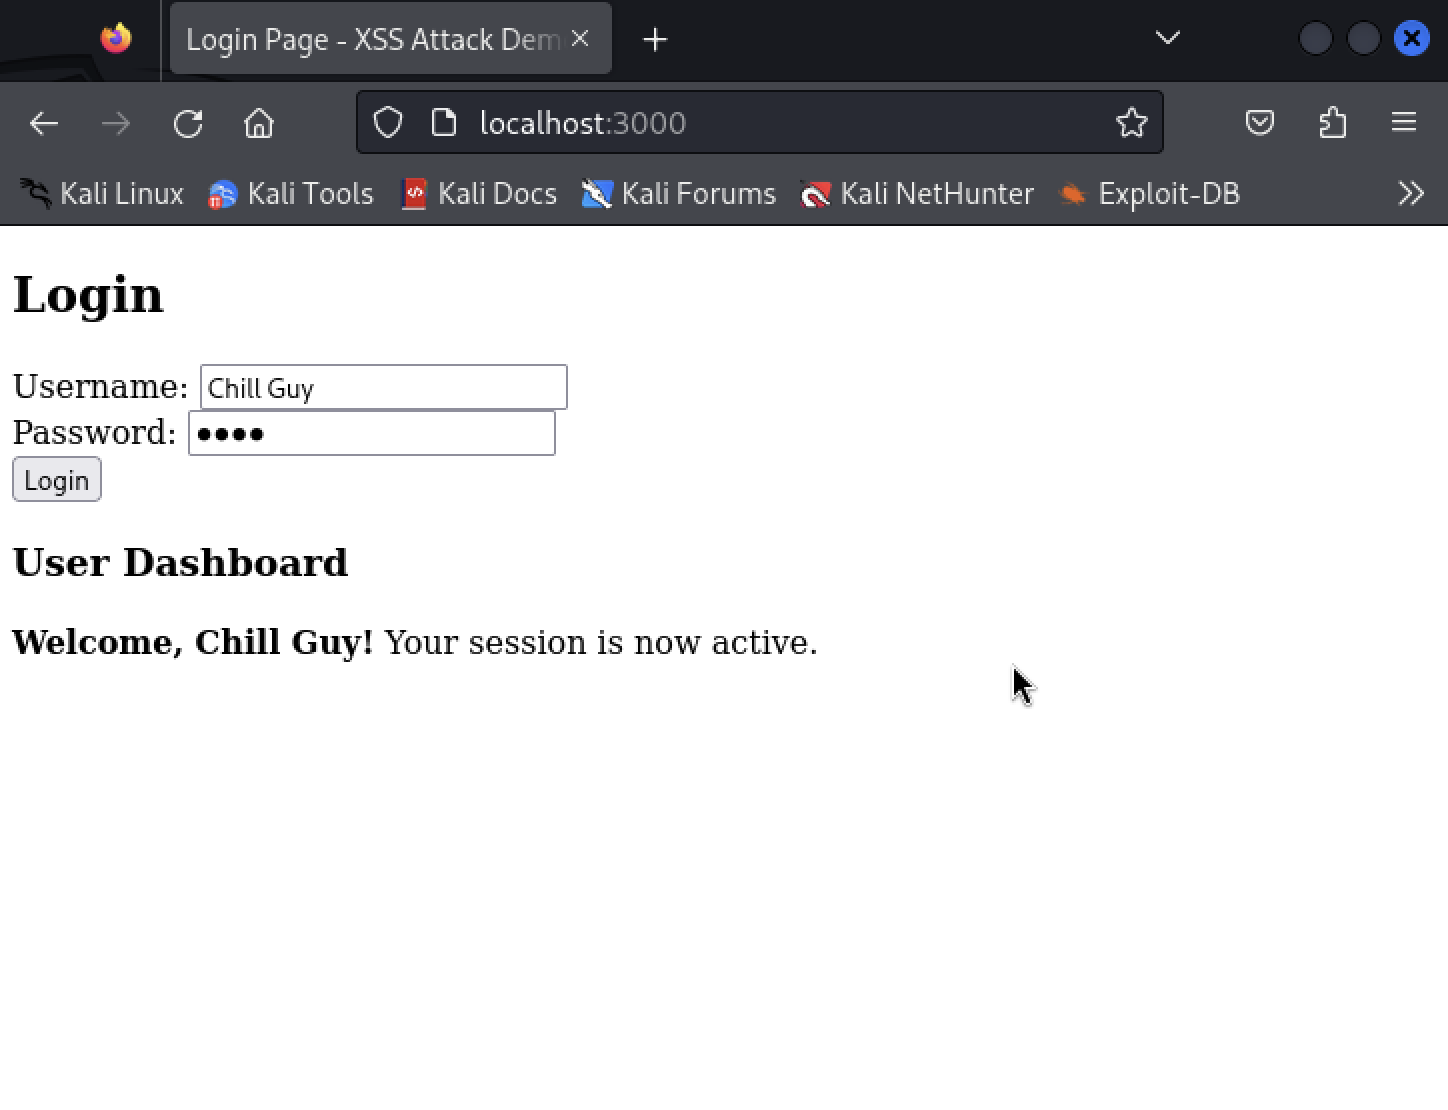 Login Page - XSS Attack Dem
localhost:3000
Kali Linux Kali Tools Kali Docs Kali Forums Kali NetHunter Exploit-DB
Login
Username: Chill Guy
Password: ••••
Login
User Dashboard
Welcome, Chill Guy! Your session is now active.